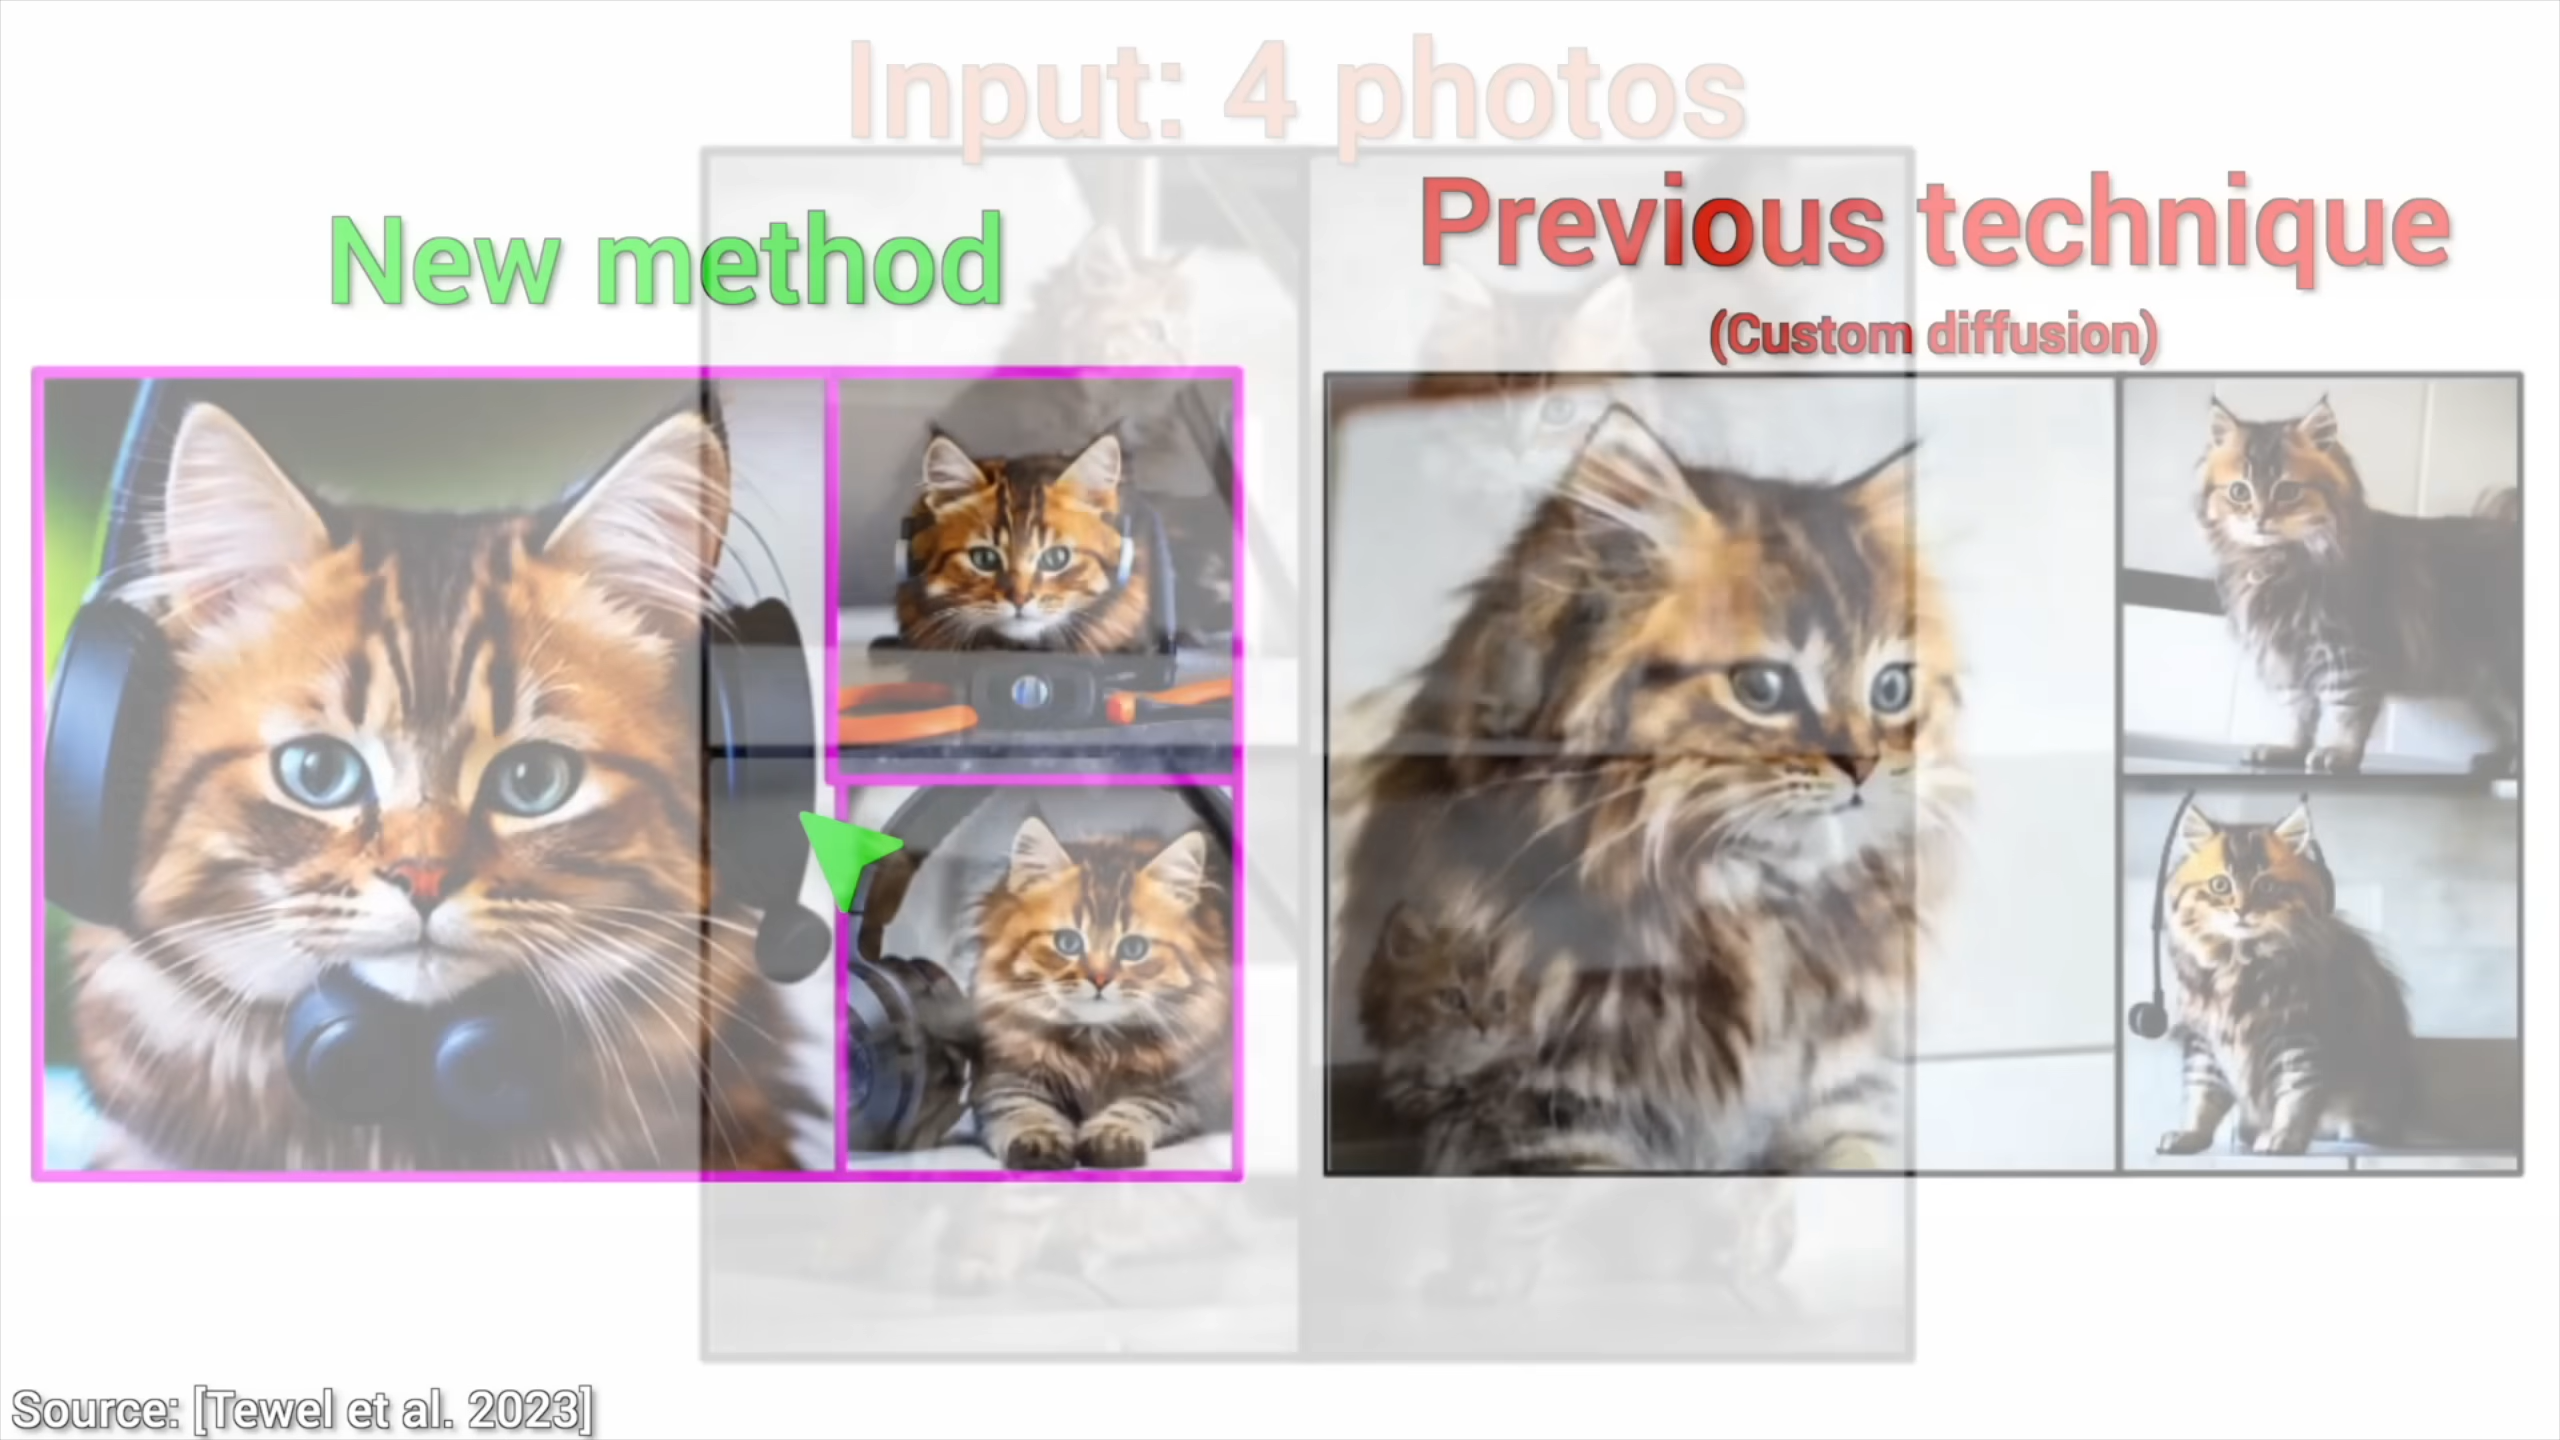 Input: 4 photos
New method
Previous technique
(Custom diffusion)
Source: [Tewel et al. 2023]